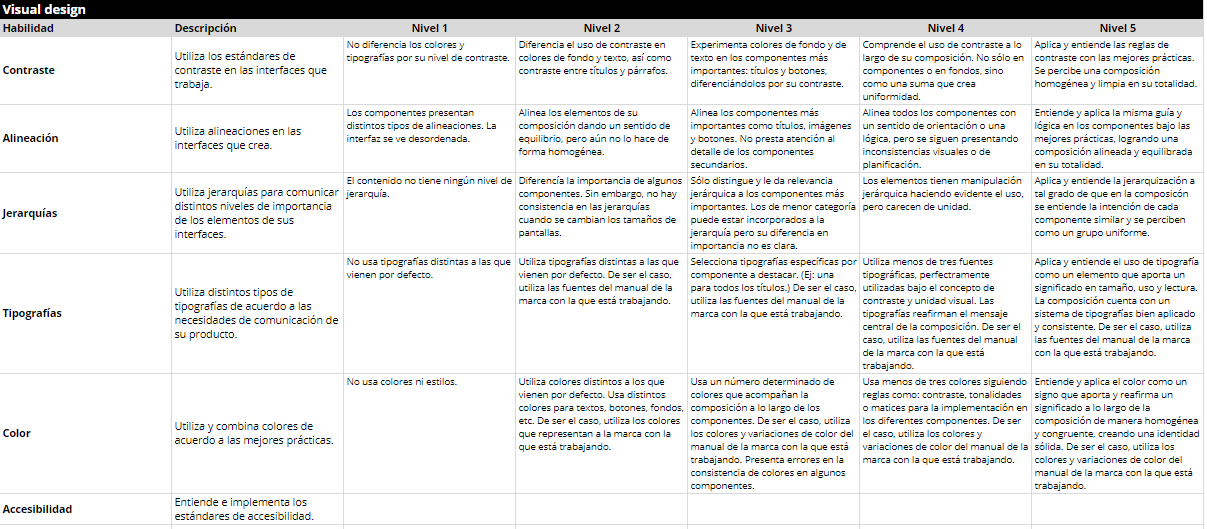 Visual design
Habilidad Descripción Nivel 1 Nivel 2 Nivel 3 Nivel 4 Nivel 5
Contraste
Utiliza los estándares de
contraste en las interfaces que
trabaja.
No diferencia los colores y
tipografías por su nivel de contraste.
Diferencia el uso de contraste en
colores de fondo y texto, así como
contraste entre títulos y párrafos.
Experimenta colores de fondo y de
texto en los componentes más
importantes: títulos y botones,
diferenciándolos por su contraste.
Comprende el uso de contraste a lo
largo de su composición. No sólo en
componentes o en fondos, sino
como una suma que crea
uniformidad.
Aplica y entiende las reglas de
contraste con las mejores prácticas.
Se percibe una composición
homogénea y limpia en su totalidad.
Alineación
Utiliza alineaciones en las
interfaces que crea.
Los componentes presentan
distintos tipos de alineaciones. La
interfaz se ve desordenada.
Alinea los elementos de su
composición dando un sentido de
equilibrio, pero aún no lo hace de
forma homogénea.
Alinea los componentes más
importantes como títulos, imágenes
y botones. No presta atención al
detalle de los componentes
secundarios.
Alinea todos los componentes con
un sentido de orientación o una
lógica, pero se siguen presentando
inconsistencias visuales o de
planificación.
Entiende y aplica la misma guía y
lógica en los componentes bajo las
mejores prácticas, logrando una
composición alineada y equilibrada
en su totalidad.
Jerarquías
Utiliza jerarquías para comunicar
distintos niveles de importancia
de los elementos de sus
interfaces.
El contenido no tiene ningún nivel de
jerarquía.
Diferencía la importancia de algunos
componentes. Sin embargo, no hay
consistencia en las jerarquías
cuando se cambian los tamaños de
pantallas.
Sólo distingue y le da relevancia
jerárquica a los componentes más
importantes. Los de menor categoría
puede estar incorporados a la
jerarquía pero su diferencia en
importancia no es clara.
Los elementos tienen manipulación
jerárquica haciendo evidente el uso,
pero carecen de unidad.
Aplica y entiende la jerarquización a
tal grado de que en la composicón
se entiende la intención de cada
componente similar y se perciben
como un grupo uniforme.
Tipografías
Utiliza distintos tipos de
tipografías de acuerdo a las
necesidades de comunicación de
su producto.
No usa tipografías distintas a las que
vienen por defecto.
Utiliza tipografías distintas a las que
vienen por defecto. De ser el caso,
utiliza las fuentes del manual de la
marca con la que está trabajando.
Selecciona tipografías específicas por
componente a destacar. (Ej: una
para todos los títulos.) De ser el caso,
utiliza las fuentes del manual de la
marca con la que está trabajando.
Utiliza menos de tres fuentes
tipográficas, perfectamente
utilizadas bajo el concepto de
contraste y unidad visual. Las
tipografías reafirman el mensaje
central de la composición. De ser el
caso, utiliza las fuentes del manual
de la marca con la que está
trabajando.
Aplica y entiende el uso de tipografía
como un elemento que aporta un
significado en tamaño, uso y lectura.
La composición cuenta con un
sistema de tipografías bien aplicado
y consistente. De ser el caso, utiliza
las fuentes del manual de la marca
con la que está trabajando.
Color
Utiliza y combina colores de
acuerdo a las mejores prácticas.
No usa colores ni estilos.
Utiliza colores distintos a los que
vienen por defecto. Usa distintos
colores para textos, botones, fondos,
etc. De ser el caso, utiliza los colores
que representan a la marca con la
que está trabajando.
Usa un número determinado de
colores que acompañan la
composición a lo largo de los
componentes. De ser el caso, utiliza
los colores y variaciones de color del
manual de la marca con la que está
trabajando. Presenta errores en la
consistencia de colores en algunos
componentes.
Usa menos de tres colores siguiendo
reglas como: contraste, tonalidades
o matices para la implementación en
los diferentes componentes. De ser
el caso, utiliza los colores y
variaciones de color del manual de la
marca con la que está trabajando.
Entiende y aplica el color como un
signo que aporta y reafirma un
significado a lo largo de la
composición de manera homogénea
y congruente, creando una identidad
sólida. De ser el caso, utiliza los
colores y variaciones de color del
manual de la marca con la que está
trabajando.
Accesibilidad
Entiende e implementa los
estándares de accesibilidad.